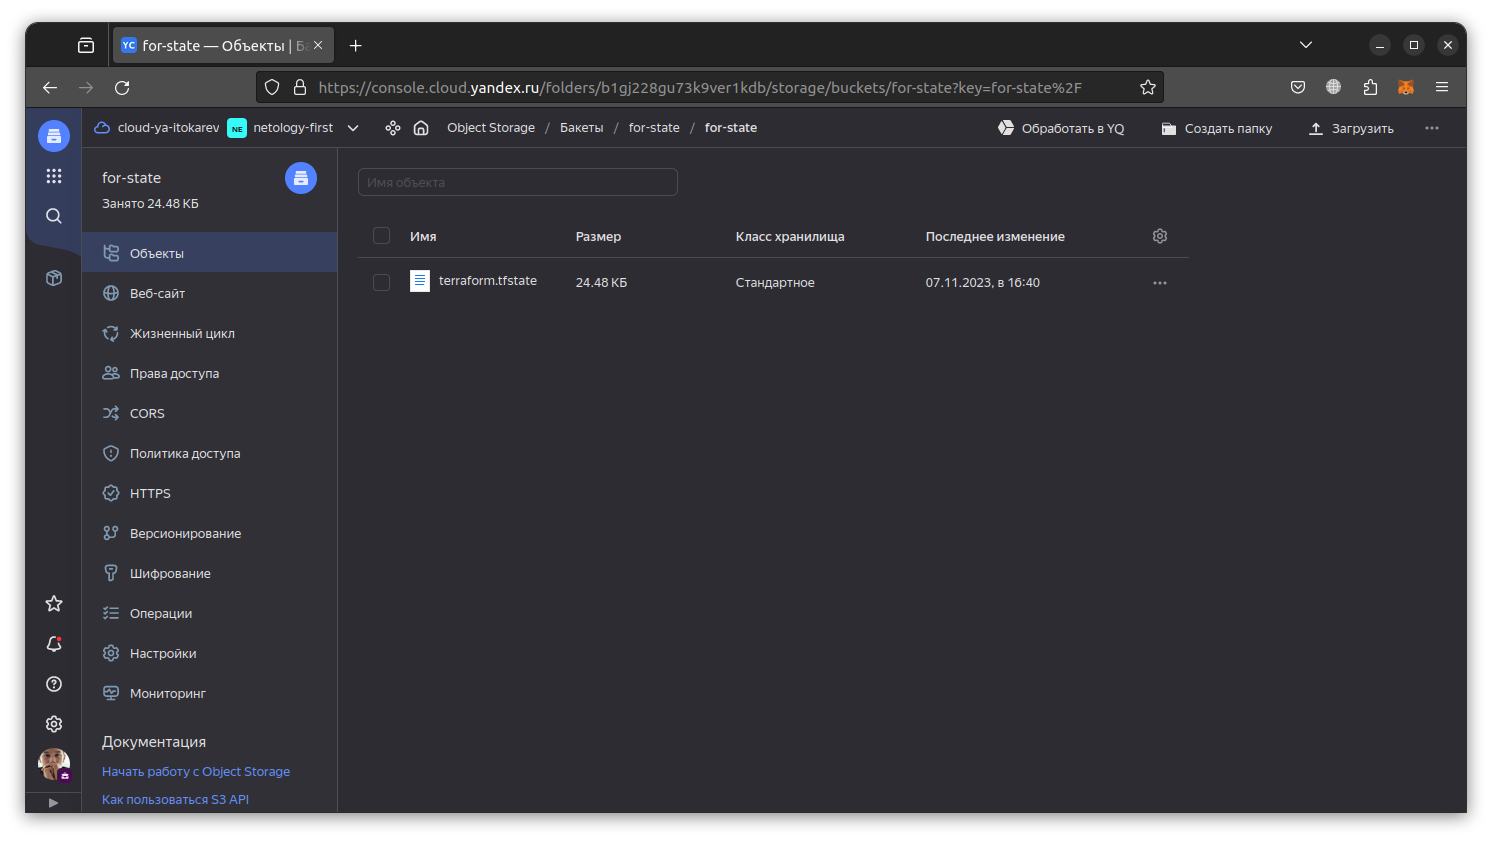 YC for-state — Объекты | Ба
https://console.cloud.yandex.ru/folders/b1gj228gu73k9ver1kdb/storage/buckets/for-state?key=for-state%2F
cloud-ya-itokarev NE netology-first Object Storage / Бакеты / for-state / for-state Обработать в YQ Создать папку Загрузить
for-state
Занято 24.48 КБ
Объекты
Веб-сайт
Жизненный цикл
Права доступа
CORS
Политика доступа
HTTPS
Версионирование
Шифрование
Операции
Настройки
Мониторинг
Документация
Начать работу с Object Storage
Как пользоваться S3 API
Имя объекта
Имя Размер Класс хранилища Последнее изменение
terraform.tfstate 24.48 КБ Стандартное 07.11.2023, в 16:40